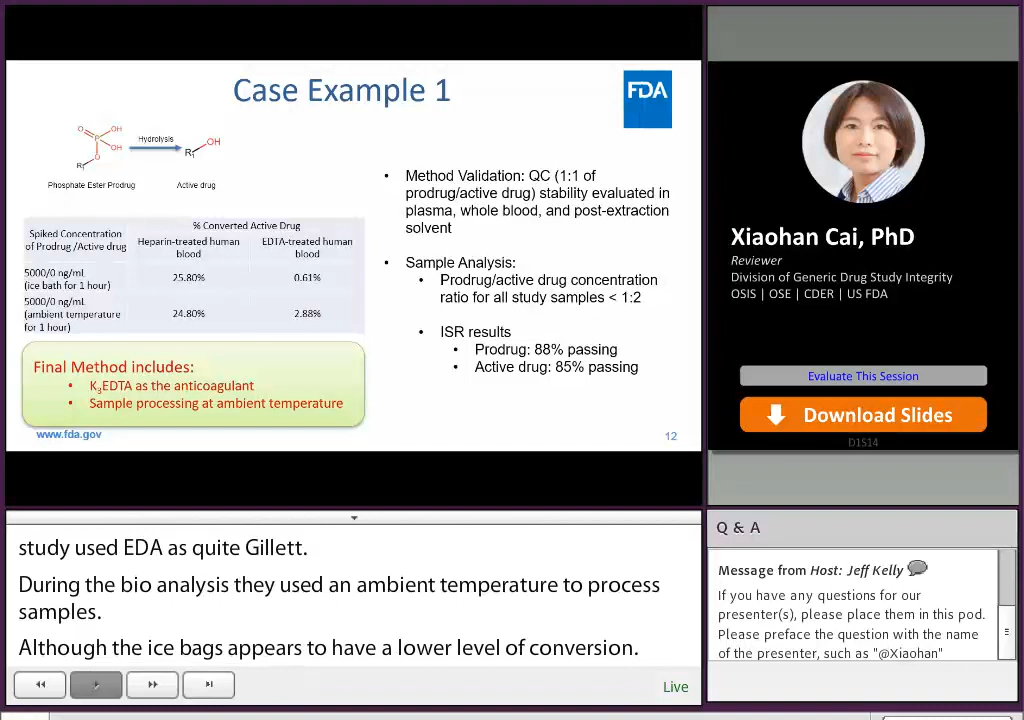 Case Example 1
FDA
O
OH
P
OH
O
R1
Hydrolysis
R1
OH
Phosphate Ester Prodrug
Active drug
Spiked Concentration of Prodrug /Active drug
% Converted Active Drug
Heparin-treated human blood
EDTA-treated human blood
5000/0 ng/mL
(ice bath for 1 hour)
25.80%
0.61%
5000/0 ng/mL
(ambient temperature
for 1 hour)
24.80%
2.88%
Final Method includes:
• K3EDTA as the anticoagulant
• Sample processing at ambient temperature
www.fda.gov
• Method Validation: QC (1:1 of
prodrug/active drug) stability evaluated in
plasma, whole blood, and post-extraction
solvent
• Sample Analysis:
• Prodrug/active drug concentration
ratio for all study samples < 1:2
• ISR results
• Prodrug: 88% passing
• Active drug: 85% passing
12
Xiaohan Cai, PhD
Reviewer
Division of Generic Drug Study Integrity
OSIS | OSE | CDER | US FDA
Evaluate This Session
Download Slides
D1S14
study used EDA as quite Gillett.
During the bio analysis they used an ambient temperature to process
samples.
Although the ice bags appears to have a lower level of conversion.
Live
Q & A
Message from Host: Jeff Kelly
If you have any questions for our
presenter(s), please place them in this pod.
Please preface the question with the name
of the presenter, such as "@Xiaohan"